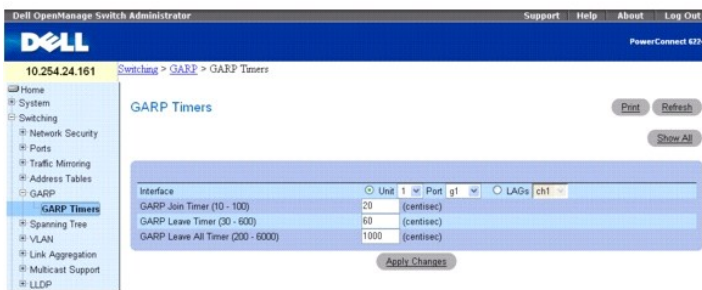 Dell OpenManage Switch Administrator
Support Help About Log Out
DELL
PowerConnect 622
10.254.24.161
Switching > GARP > GARP Timers
Home
System
Switching
Network Security
Ports
Traffic Mirroring
Address Tables
GARP
GARP Timers
Spanning Tree
VLAN
Link Aggregation
Multicast Support
LLDP
GARP Timers
Print Refresh
Show All
Interface Unit 1 Port g1 LAGs ch1
GARP Join Timer (10 - 100) 20 (centisec)
GARP Leave Timer (30 - 600) 60 (centisec)
GARP Leave All Timer (200 - 6000) 1000 (centisec)
Apply Changes